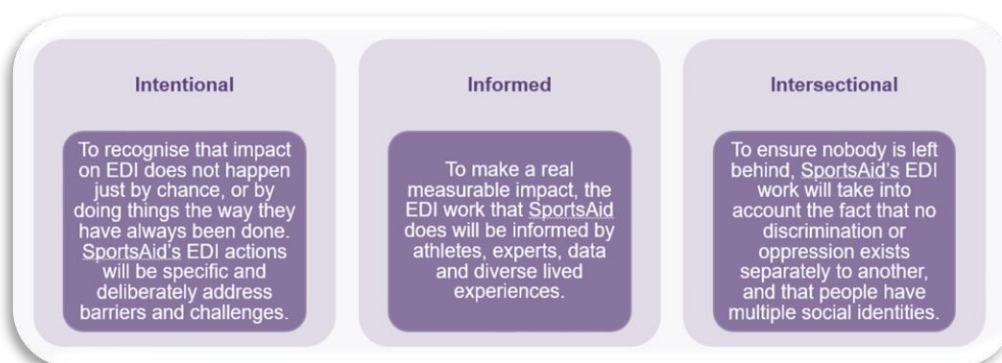 Intentional
To recognise that impact
on EDI does not happen
just by chance, or by
doing things the way they
have always been done.
SportsAid's EDI actions
will be specific and
deliberately address
barriers and challenges.
Informed
To make a real
measurable impact, the
EDI work that SportsAid
does will be informed by
athletes, experts, data
and diverse lived
experiences.
Intersectional
To ensure nobody is left
behind, SportsAid's EDI
work will take into
account the fact that no
discrimination or
oppression exists
separately to another,
and that people have
multiple social identities.